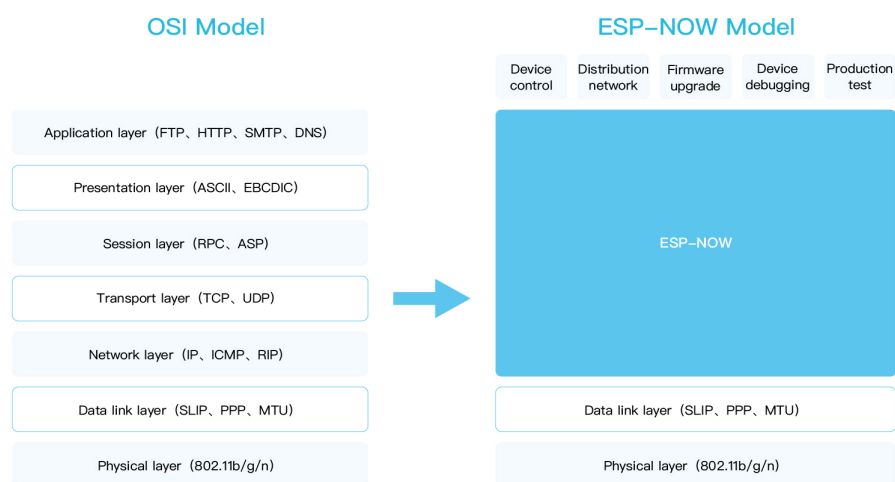 OSI Model
Application layer（FTP、HTTP、SMTP、DNS）
Presentation layer（ASCII、EBCDIC）
Session layer（RPC、ASP）
Transport layer（TCP、UDP）
Network layer（IP、ICMP、RIP）
Data link layer（SLIP、PPP、MTU）
Physical layer（802.11b/g/n）
ESP-NOW Model
Device
control
Distribution
network
Firmware
upgrade
Device
debugging
Production
test
ESP-NOW
Data link layer（SLIP、PPP、MTU）
Physical layer（802.11b/g/n）